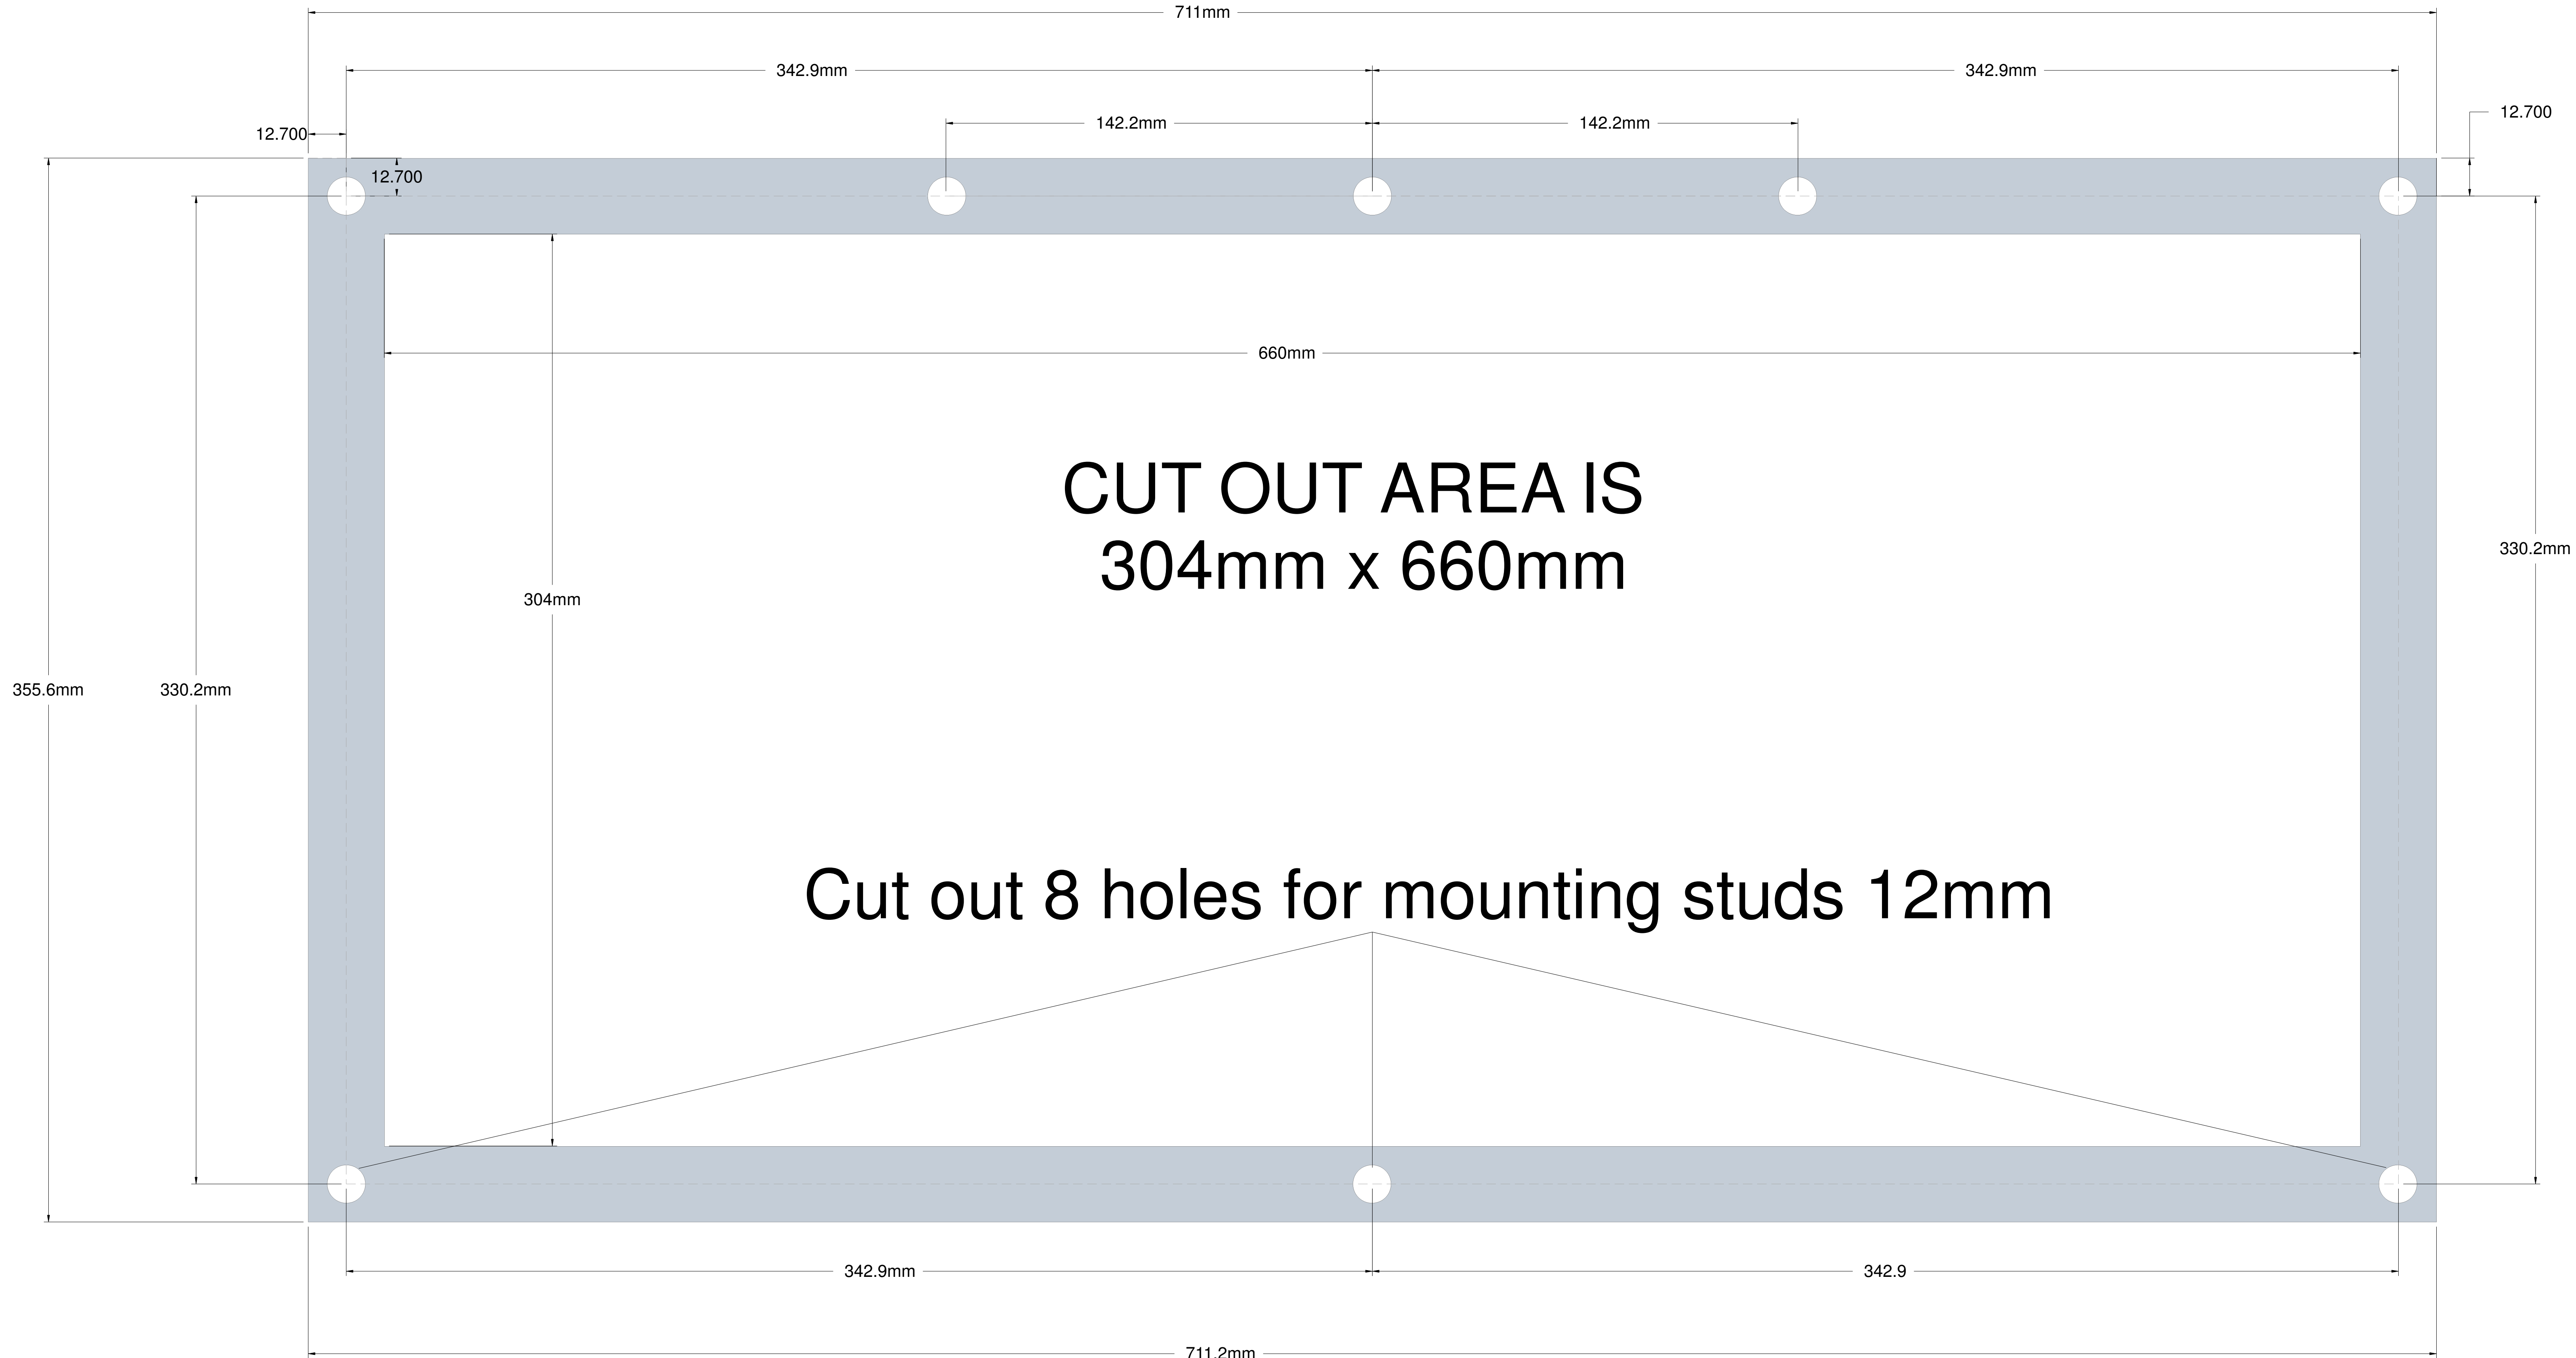 711mm
342.9mm
342.9mm
12.700
142.2mm
142.2mm
12.700
12.700
660mm
CUT OUT AREA IS
304mm x 660mm
330.2mm
304mm
355.6mm
330.2mm
Cut out 8 holes for mounting studs 12mm
342.9mm
342.9
711.2mm